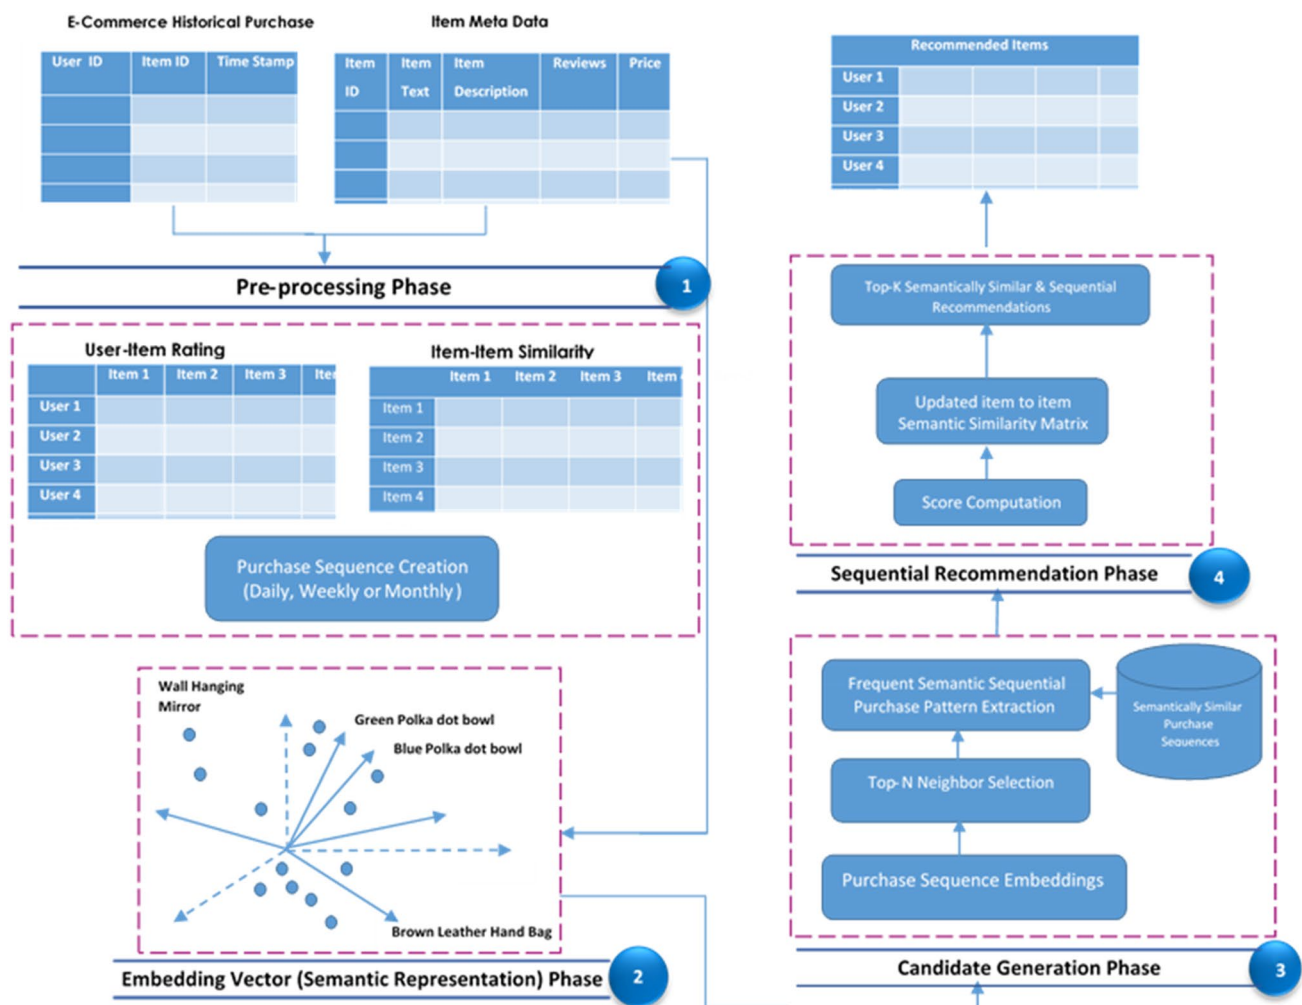 E-Commerce Historical Purchase
User ID Item ID Time Stamp
Item Meta Data
Item ID Item Text Item Description Reviews Price
Pre-processing Phase
1
User-Item Rating
Item 1 Item 2 Item 3 Iter
User 1
User 2
User 3
User 4
Item-Item Similarity
Item 1 Item 2 Item 3 Item
Item 1
Item 2
Item 3
Item 4
Purchase Sequence Creation
(Daily, Weekly or Monthly)
Wall Hanging
Mirror
Green Polka dot bowl
Blue Polka dot bowl
Brown Leather Hand Bag
Embedding Vector (Semantic Representation) Phase
2
Recommended Items
User 1
User 2
User 3
User 4
Top-K Semantically Similar & Sequential
Recommendations
Updated item to item
Semantic Similarity Matrix
Score Computation
Sequential Recommendation Phase
4
Frequent Semantic Sequential
Purchase Pattern Extraction
Semantically Similar
Purchase
Sequences
Top-N Neighbor Selection
Purchase Sequence Embeddings
Candidate Generation Phase
3